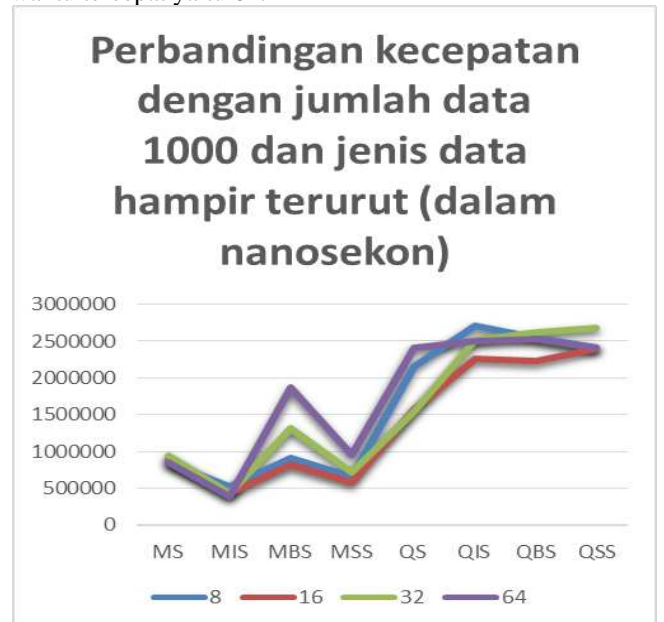 Perbandingan kecepatan
dengan jumlah data
1000 dan jenis data
hampir terurut (dalam
nanosekon)
3000000
2500000
2000000
1500000
1000000
500000
0
MS MIS MBS MSS QS QIS QBS QSS
8 16 32 64